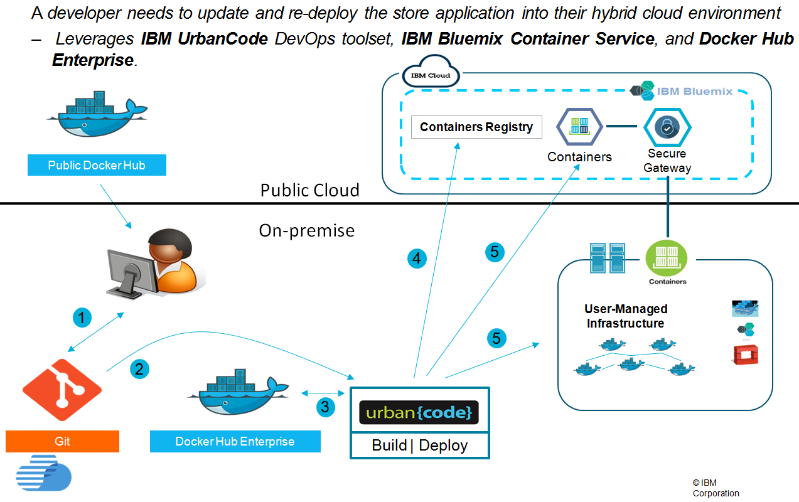 A developer needs to update and re-deploy the store application into their hybrid cloud environment
– Leverages IBM UrbanCode DevOps toolset, IBM Bluemix Container Service, and Docker Hub
Enterprise.
IBM Cloud
IBM Bluemix
Public Docker Hub
Containers Registry
Containers
Secure
Gateway
Public Cloud
On-premise
4
5
Containers
1
User-Managed
Infrastructure
5
2
3
urban{code}
Git
Docker Hub Enterprise
Build | Deploy
© IBM
Corporation